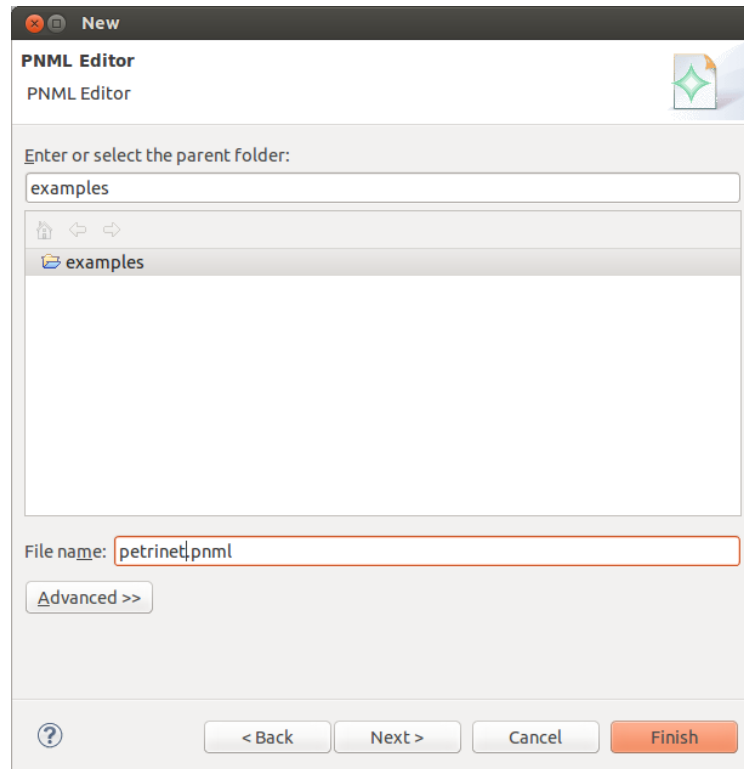 New
PNML Editor
PNML Editor
Enter or select the parent folder:
examples
examples
File name: petrinet.pnml
Advanced >>
? < Back Next > Cancel Finish